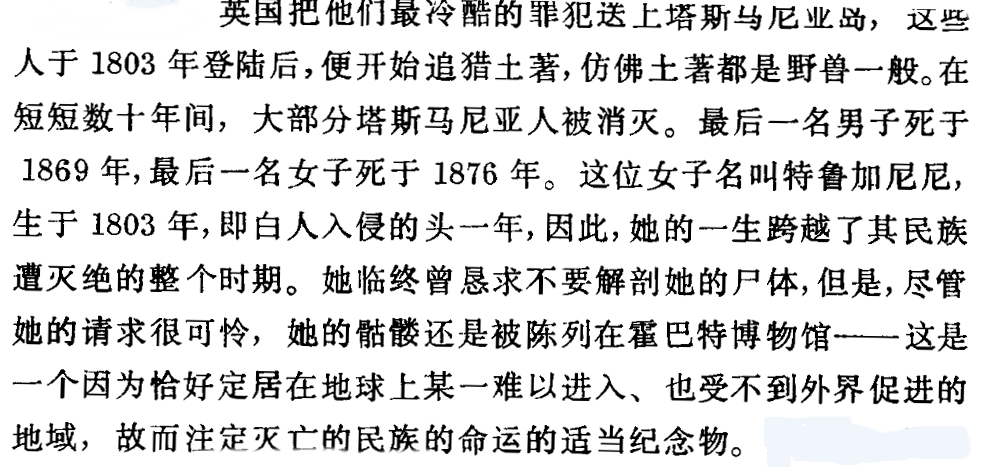 英国把他们最冷酷的罪犯送上塔斯马尼亚岛，这些
人于 1803 年登陆后，便开始追猎土著，仿佛土著都是野兽一般。在
短短数十年间，大部分塔斯马尼亚人被消灭。最后一名男子死于
1869 年，最后一名女子死于 1876 年。这位女子名叫特鲁加尼尼，
生于 1803 年，即白人入侵的头一年，因此，她的一生跨越了其民族
遭灭绝的整个时期。她临终曾恳求不要解剖她的尸体，但是，尽管
她的请求很可怜，她的骷髅还是被陈列在霍巴特博物馆——这是
一个因为恰好定居在地球上某一难以进入、也受不到外界促进的
地域，故而注定灭亡的民族的命运的适当纪念物。